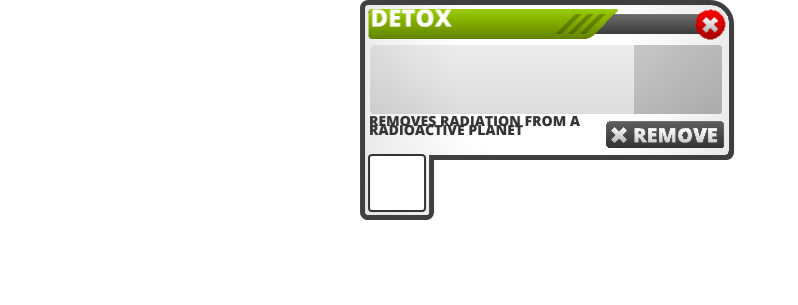 DETOX
REMOVES RADIATION FROM A
RADIOACTIVE PLANET
REMOVE